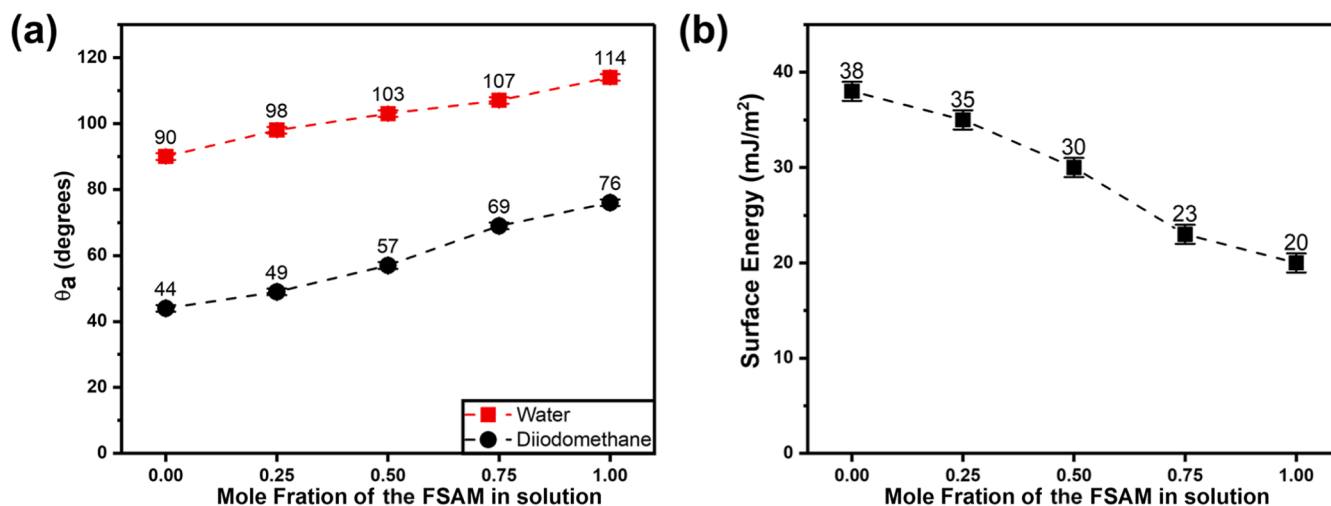 (a)
θa (degrees)
120
100
80
60
40
20
0
90
98
103
107
114
44
49
57
69
76
Water
Diiodomethane
0.00 0.25 0.50 0.75 1.00
Mole Fration of the FSAM in solution
(b)
Surface Energy (mJ/m²)
40
30
20
10
0
38
35
30
23
20
0.00 0.25 0.50 0.75 1.00
Mole Fration of the FSAM in solution